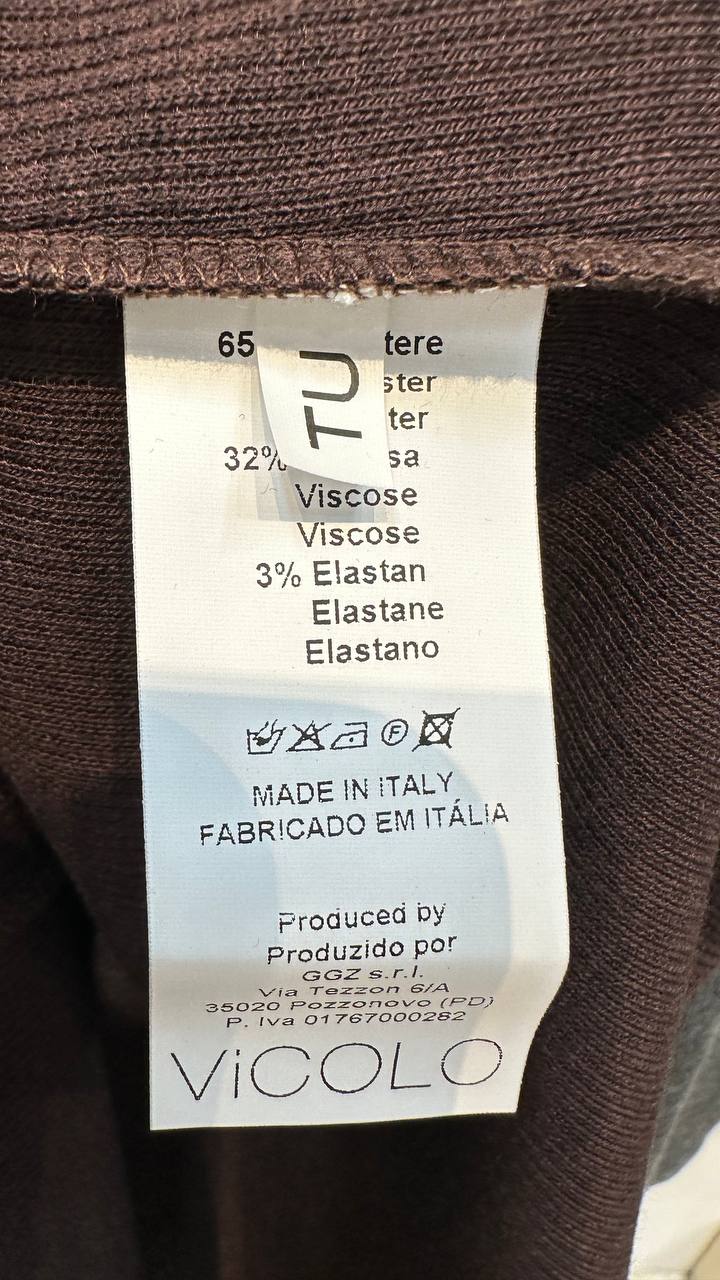 TU
65 tere
ster
ter
32% sa
Viscose
Viscose
3% Elastan
Elastane
Elastano
F
MADE IN ITALY
FABRICADO EM ITÁLIA
Produced by
Produzido por
GGZ s.r.l.
Via Tezzon 6/A
35020 Pozzonovo (PD)
P. Iva 01767000282
ViCOLO